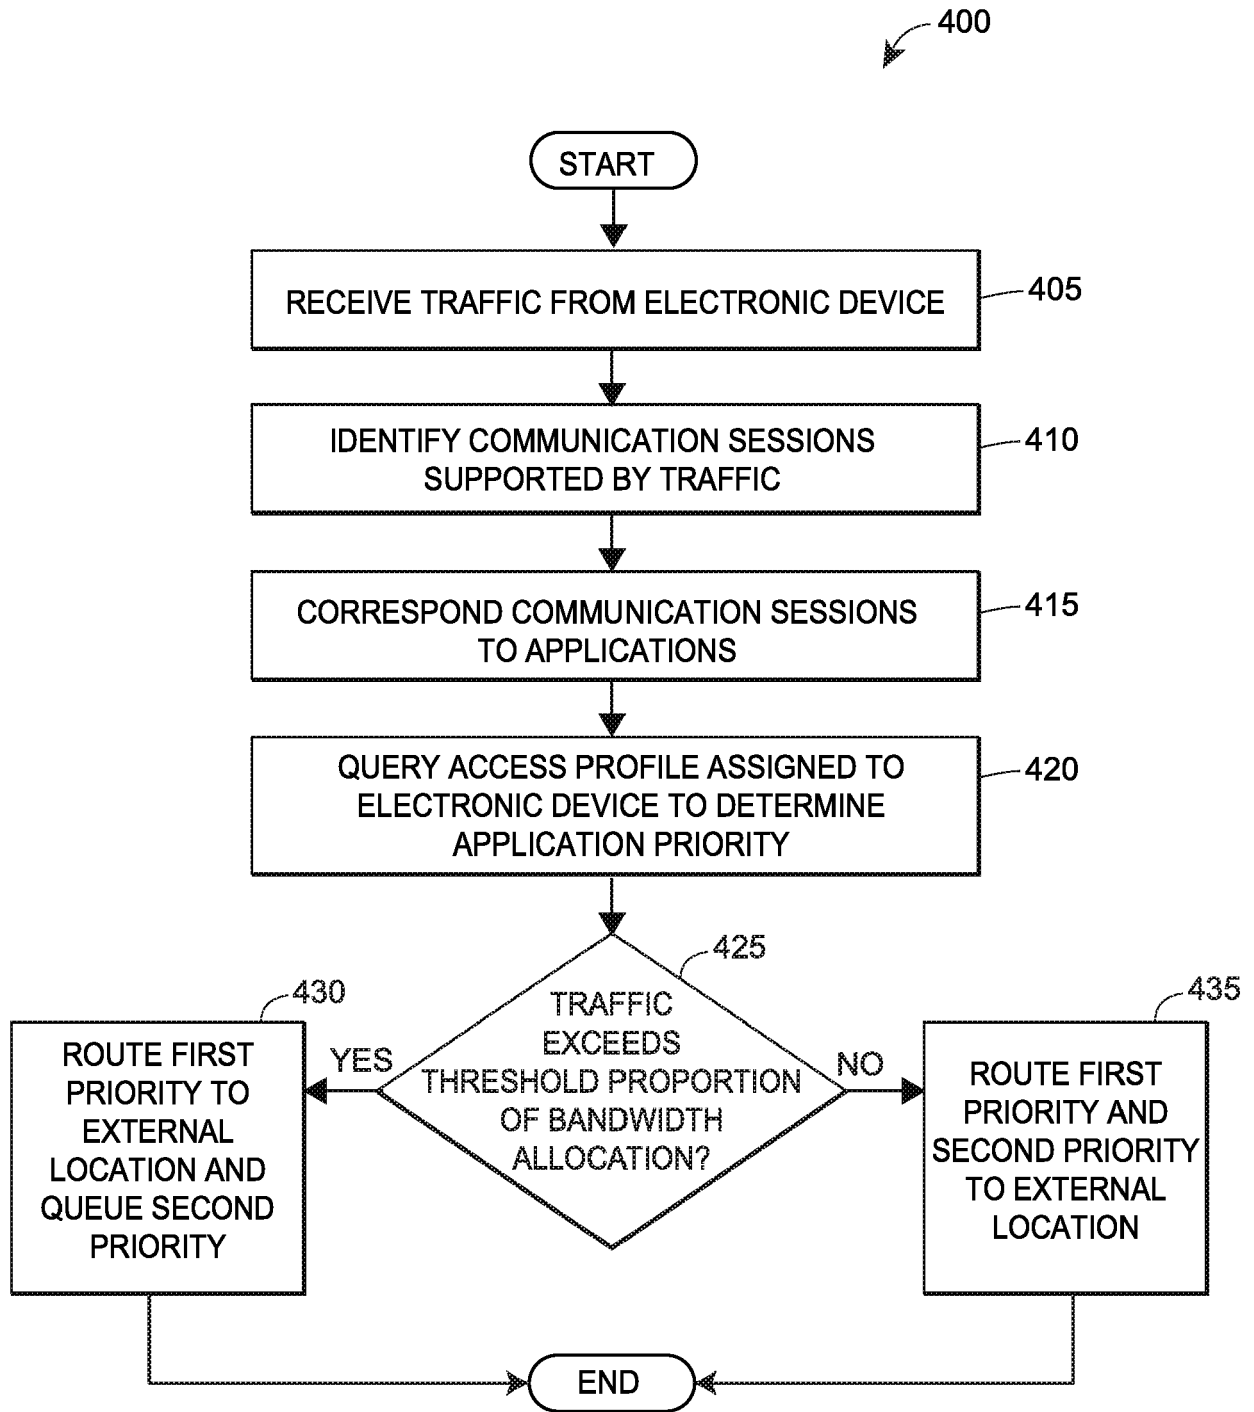 400
START
RECEIVE TRAFFIC FROM ELECTRONIC DEVICE
405
IDENTIFY COMMUNICATION SESSIONS
SUPPORTED BY TRAFFIC
410
CORRESPOND COMMUNICATION SESSIONS
TO APPLICATIONS
415
QUERY ACCESS PROFILE ASSIGNED TO
ELECTRONIC DEVICE TO DETERMINE
APPLICATION PRIORITY
420
425
TRAFFIC
EXCEEDS
THRESHOLD PROPORTION
OF BANDWIDTH
ALLOCATION?
YES
NO
430
ROUTE FIRST
PRIORITY TO
EXTERNAL
LOCATION AND
QUEUE SECOND
PRIORITY
435
ROUTE FIRST
PRIORITY AND
SECOND PRIORITY
TO EXTERNAL
LOCATION
END